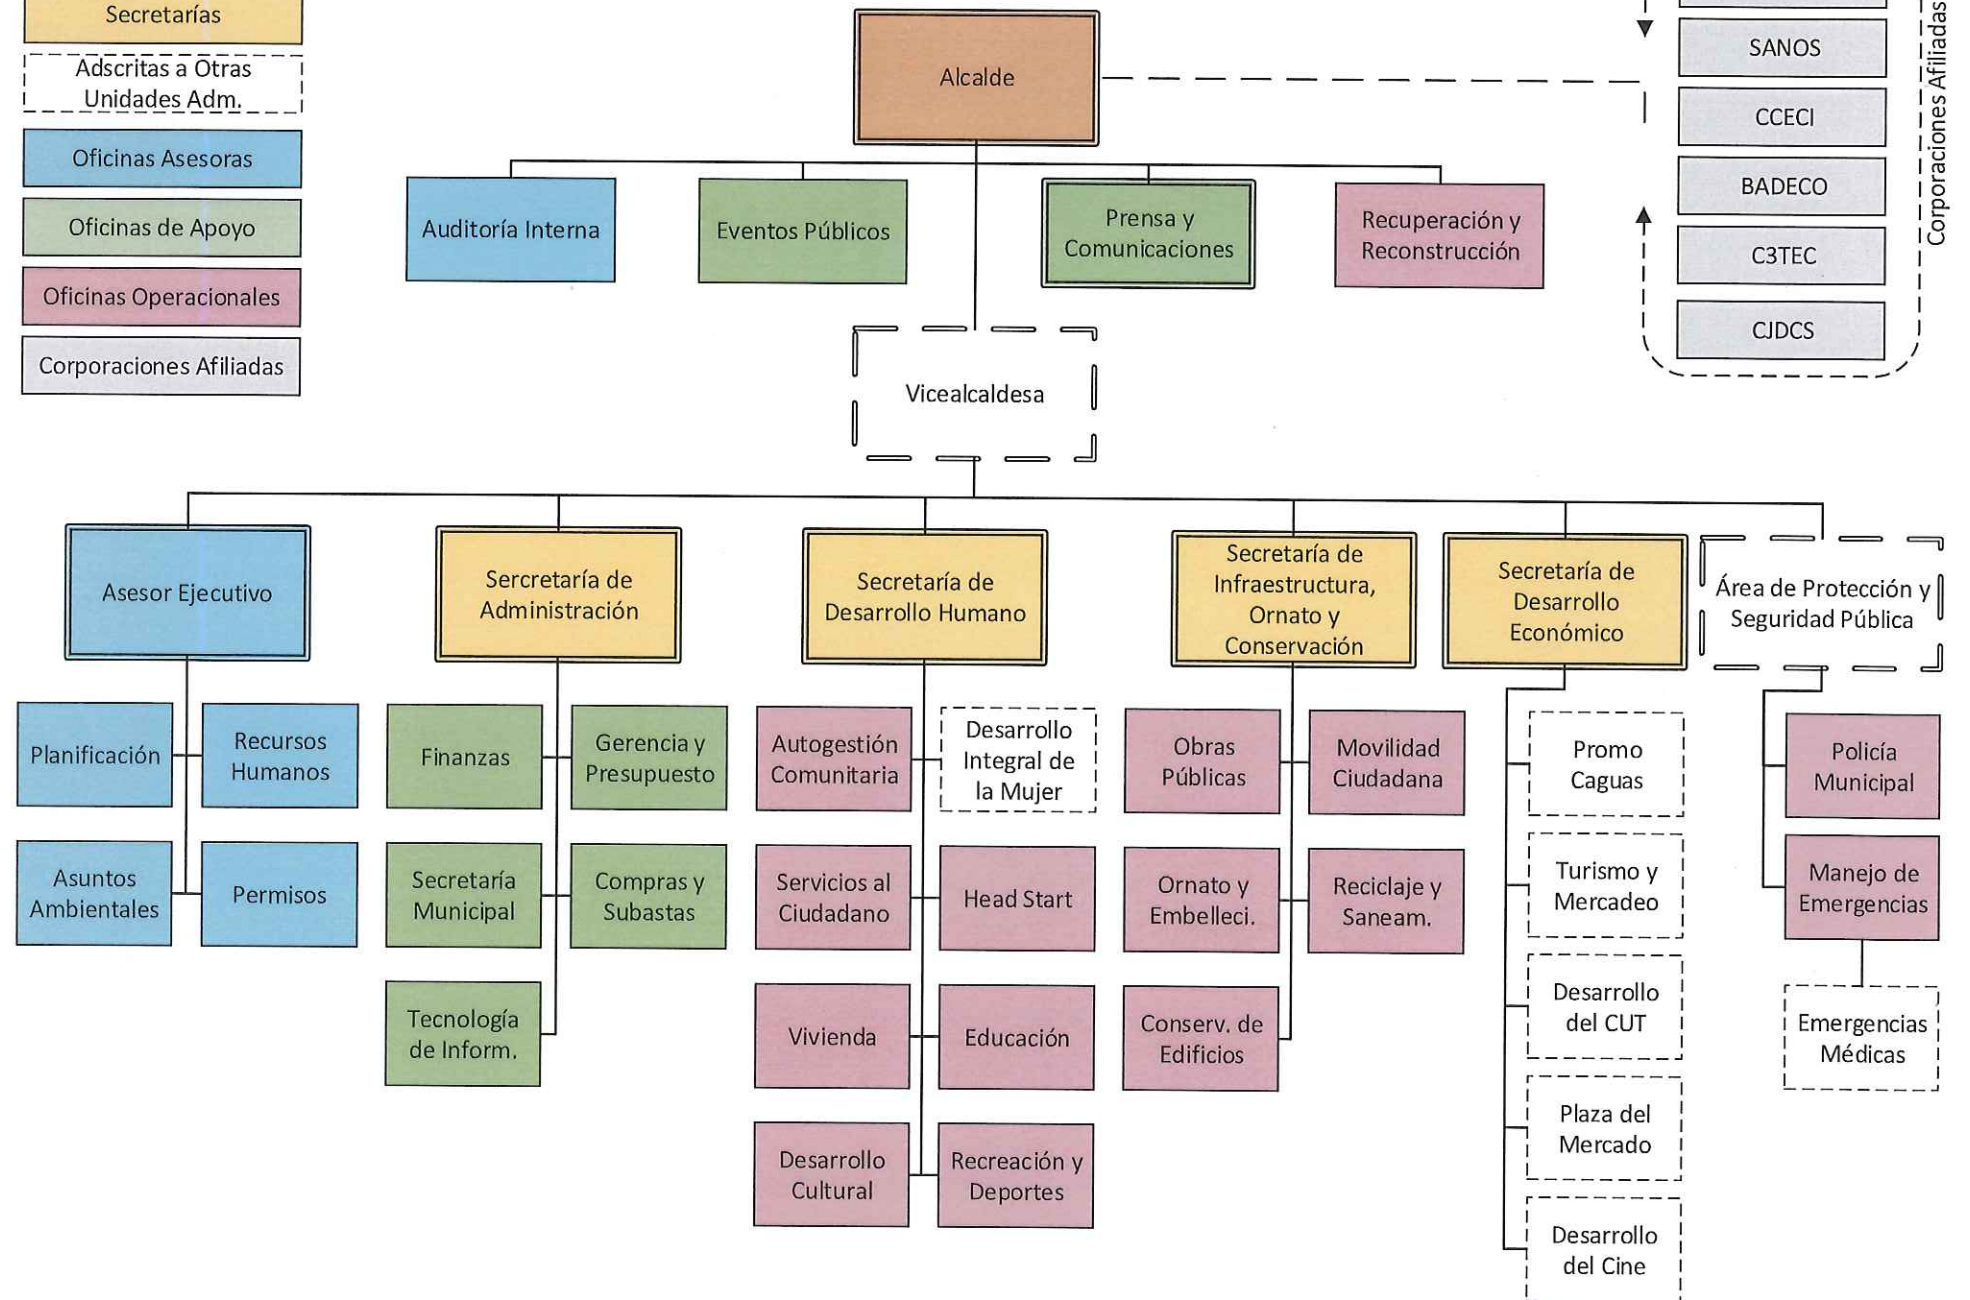 Secretarías
Adscritas a Otras
Unidades Adm.
Oficinas Asesoras
Oficinas de Apoyo
Oficinas Operacionales
Corporaciones Afiliadas
Alcalde
SANOS
CCECI
BADECO
C3TEC
CJDCS
Corporaciones Afiliadas
Auditoría Interna
Eventos Públicos
Prensa y
Comunicaciones
Recuperación y
Reconstrucción
Vicealcaldesa
Asesor Ejecutivo
Sercretaría de
Administración
Secretaría de
Desarrollo Humano
Secretaría de
Infraestructura,
Ornato y
Conservación
Secretaría de
Desarrollo
Económico
Área de Protección y
Seguridad Pública
Planificación
Recursos
Humanos
Asuntos
Ambientales
Permisos
Finanzas
Gerencia y
Presupuesto
Secretaría
Municipal
Compras y
Subastas
Tecnología
de Inform.
Autogestión
Comunitaria
Desarrollo
Integral de
la Mujer
Servicios al
Ciudadano
Head Start
Vivienda
Educación
Desarrollo
Cultural
Recreación y
Deportes
Obras
Públicas
Movilidad
Ciudadana
Ornato y
Embelleci.
Reciclaje y
Saneam.
Conserv. de
Edificios
Promo
Caguas
Turismo y
Mercadeo
Desarrollo
del CUT
Plaza del
Mercado
Desarrollo
del Cine
Policía
Municipal
Manejo de
Emergencias
Emergencias
Médicas